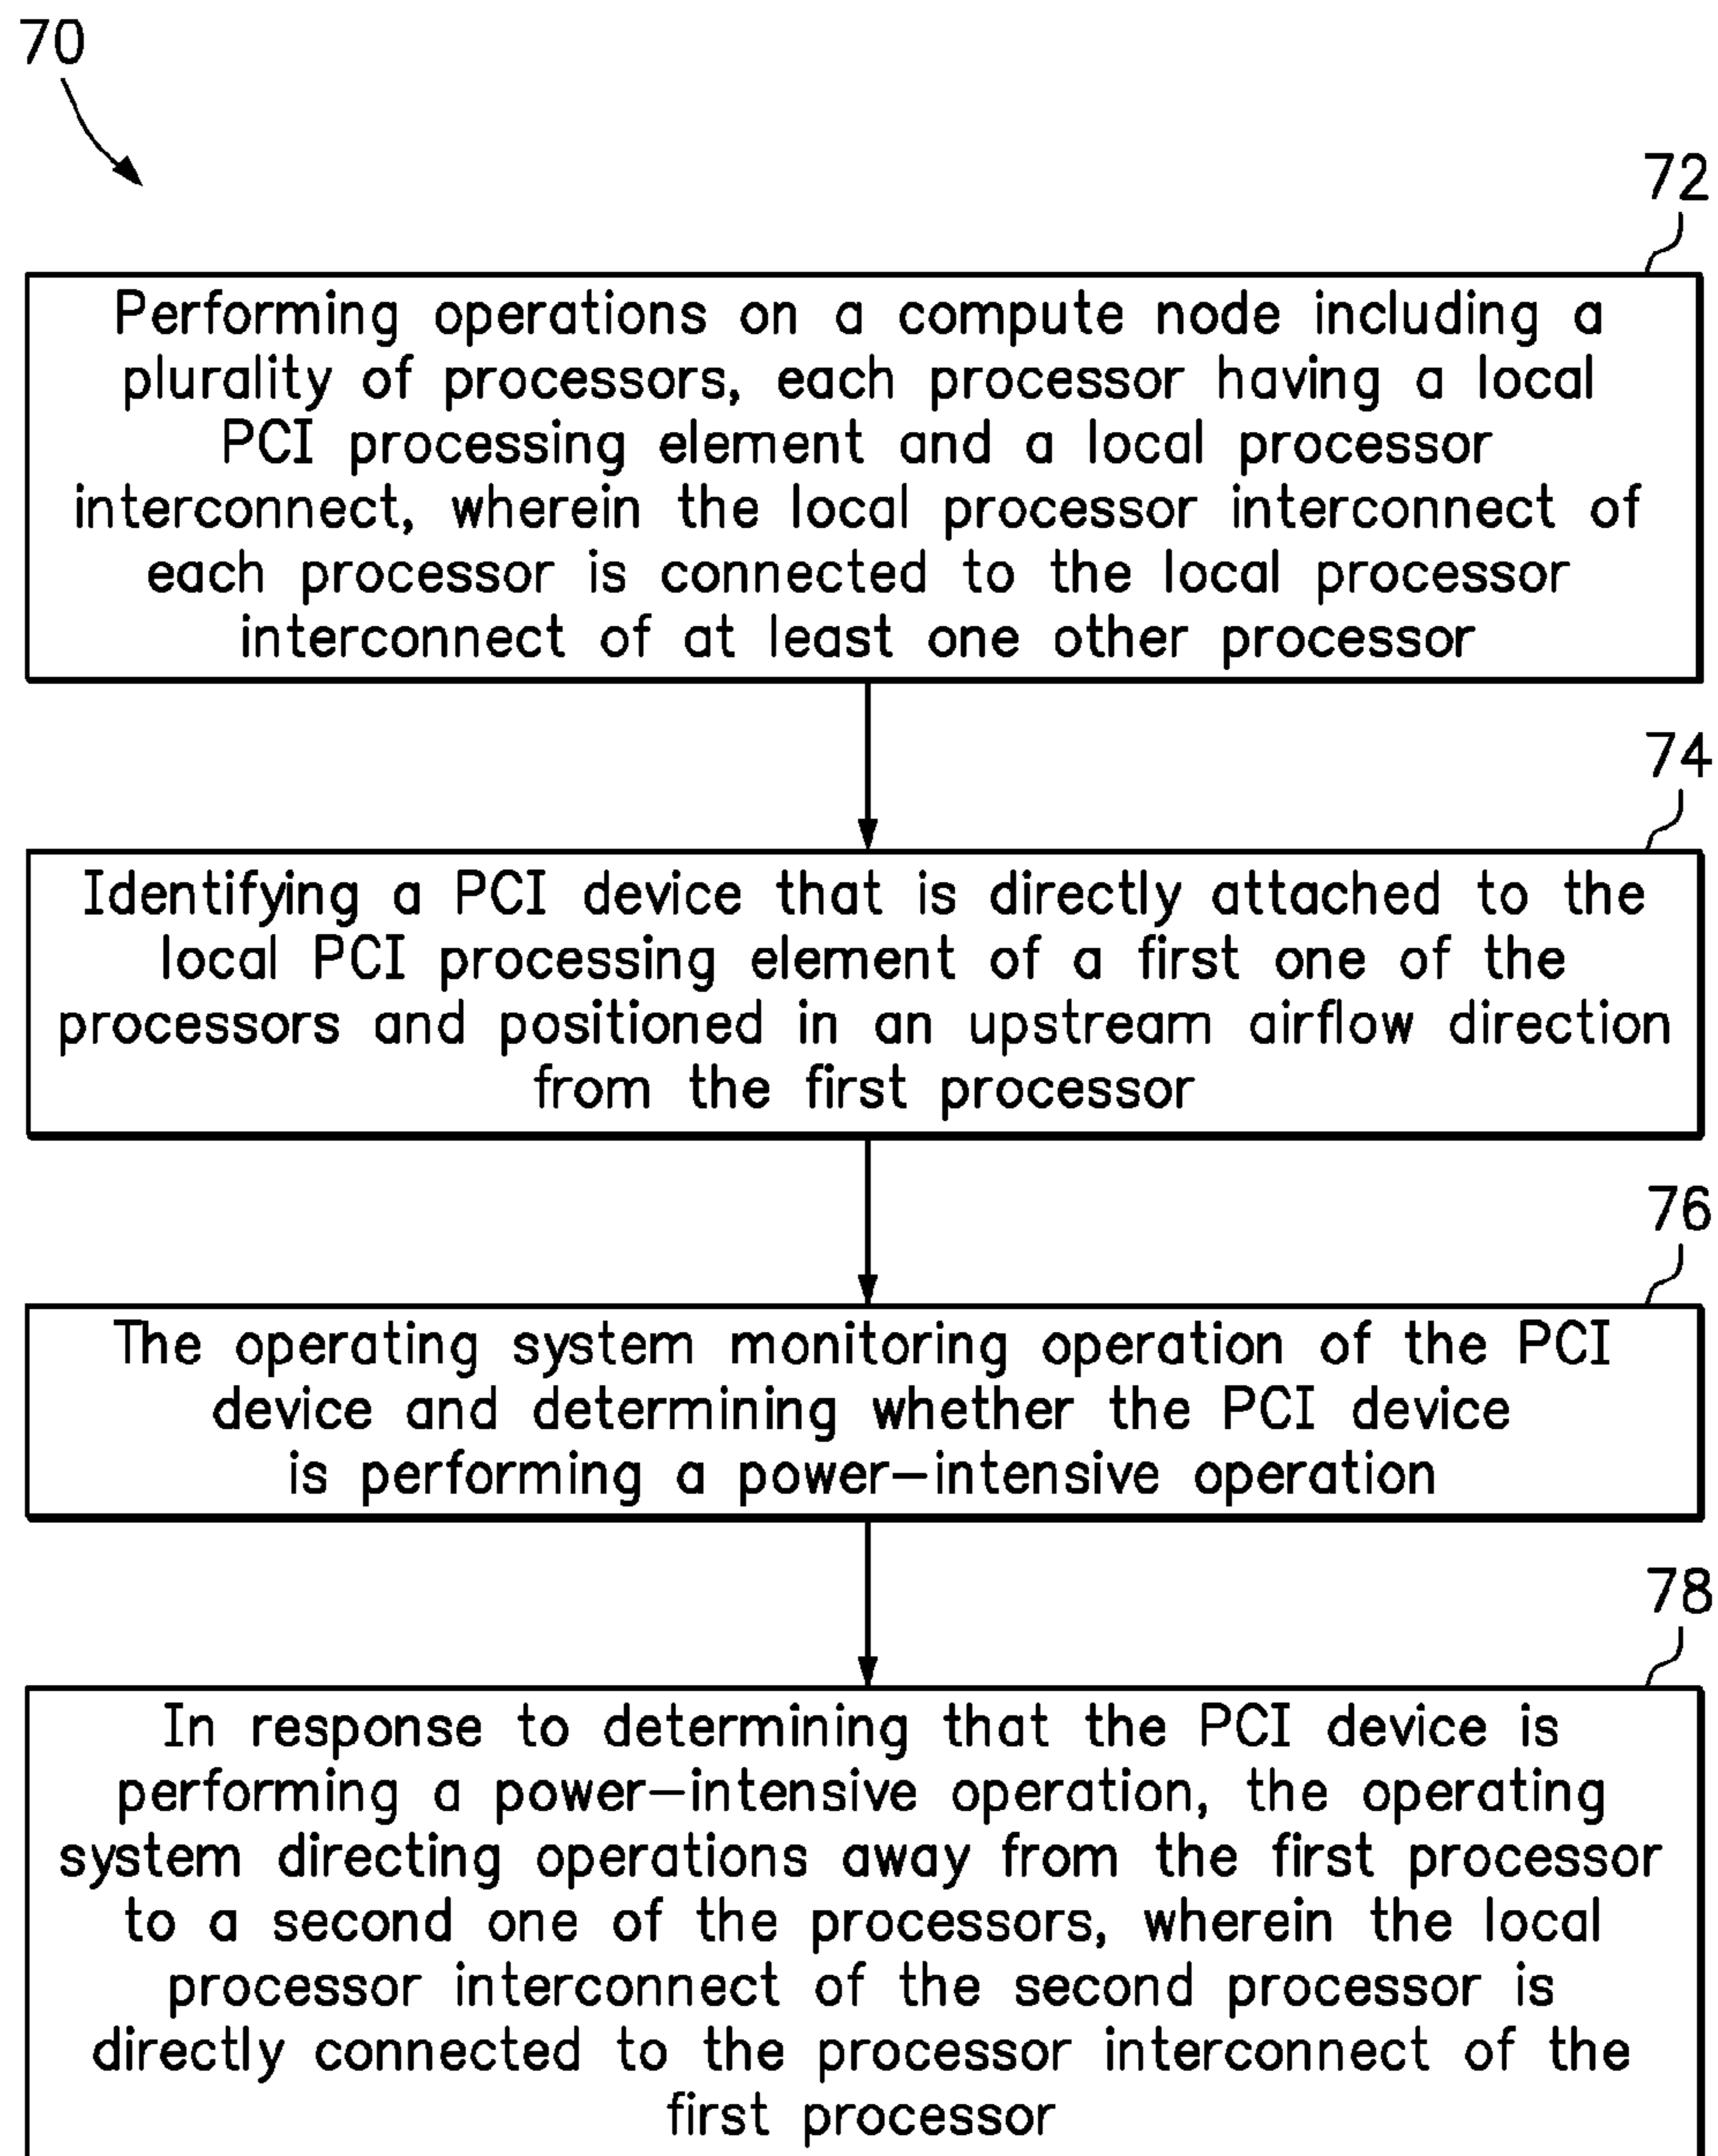 70
72
Performing operations on a compute node including a
plurality of processors, each processor having a local
PCI processing element and a local processor
interconnect, wherein the local processor interconnect of
each processor is connected to the local processor
interconnect of at least one other processor
74
Identifying a PCI device that is directly attached to the
local PCI processing element of a first one of the
processors and positioned in an upstream airflow direction
from the first processor
76
The operating system monitoring operation of the PCI
device and determining whether the PCI device
is performing a power-intensive operation
78
In response to determining that the PCI device is
performing a power-intensive operation, the operating
system directing operations away from the first processor
to a second one of the processors, wherein the local
processor interconnect of the second processor is
directly connected to the processor interconnect of the
first processor